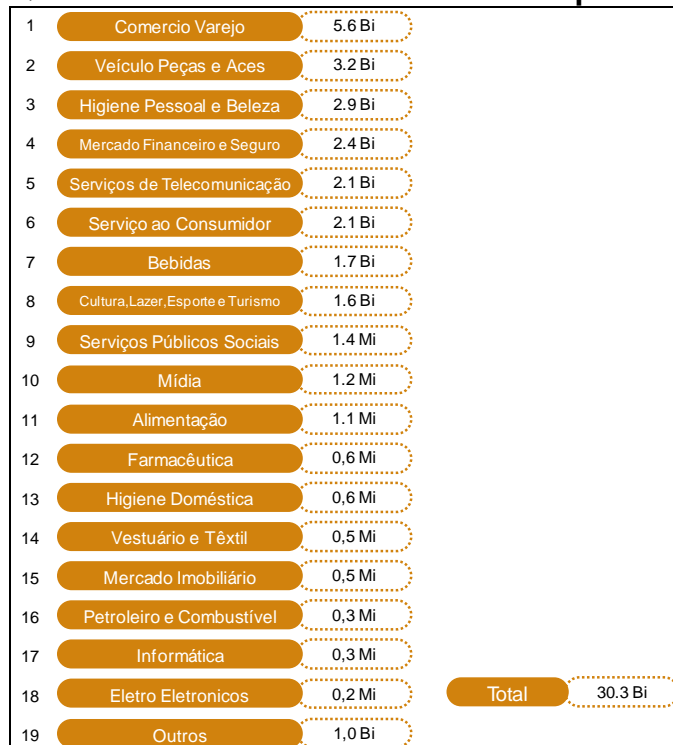 1 Comercio Varejo 5.6 Bi
2 Veículo Peças e Aces 3.2 Bi
3 Higiene Pessoal e Beleza 2.9 Bi
4 Mercado Financeiro e Seguro 2.4 Bi
5 Serviços de Telecomunicação 2.1 Bi
6 Serviço ao Consumidor 2.1 Bi
7 Bebidas 1.7 Bi
8 Cultura,Lazer,Esporte e Turismo 1.6 Bi
9 Serviços Públicos Sociais 1.4 Mi
10 Mídia 1.2 Mi
11 Alimentação 1.1 Mi
12 Farmacêutica 0,6 Mi
13 Higiene Doméstica 0,6 Mi
14 Vestuário e Têxtil 0,5 Mi
15 Mercado Imobiliário 0,5 Mi
16 Petroleiro e Combustível 0,3 Mi
17 Informática 0,3 Mi
18 Eletro Eletronicos 0,2 Mi Total 30.3 Bi
19 Outros 1,0 Bi